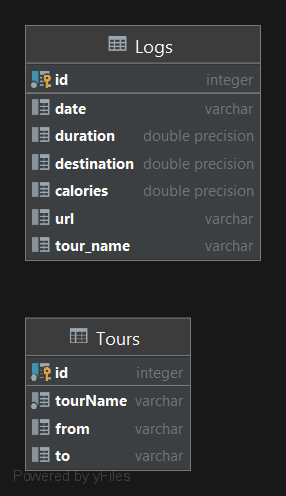 Logs
id integer
date varchar
duration double precision
destination double precision
calories double precision
url varchar
tour_name varchar
Tours
id integer
tourName varchar
from varchar
to varchar
Powered by yFiles